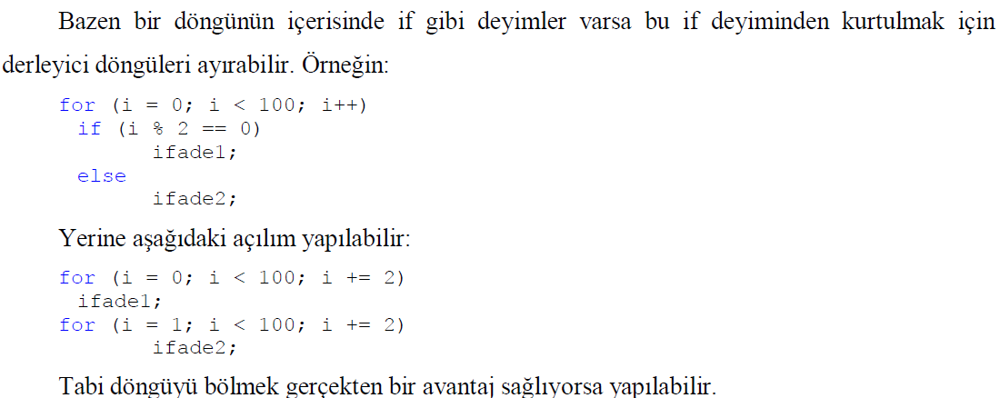 Bazen bir döngünün içerisinde if gibi deyimler varsa bu if deyiminden kurtulmak için
derleyici döngüleri ayırabilir. Örneğin:
for (i = 0; i < 100; i++)
if (i % 2 == 0)
ifade1;
else
ifade2;
Yerine aşağıdaki açılım yapılabilir:
for (i = 0; i < 100; i += 2)
ifade1;
for (i = 1; i < 100; i += 2)
ifade2;
Tabi döngüyü bölmek gerçekten bir avantaj sağlıyorsa yapılabilir.